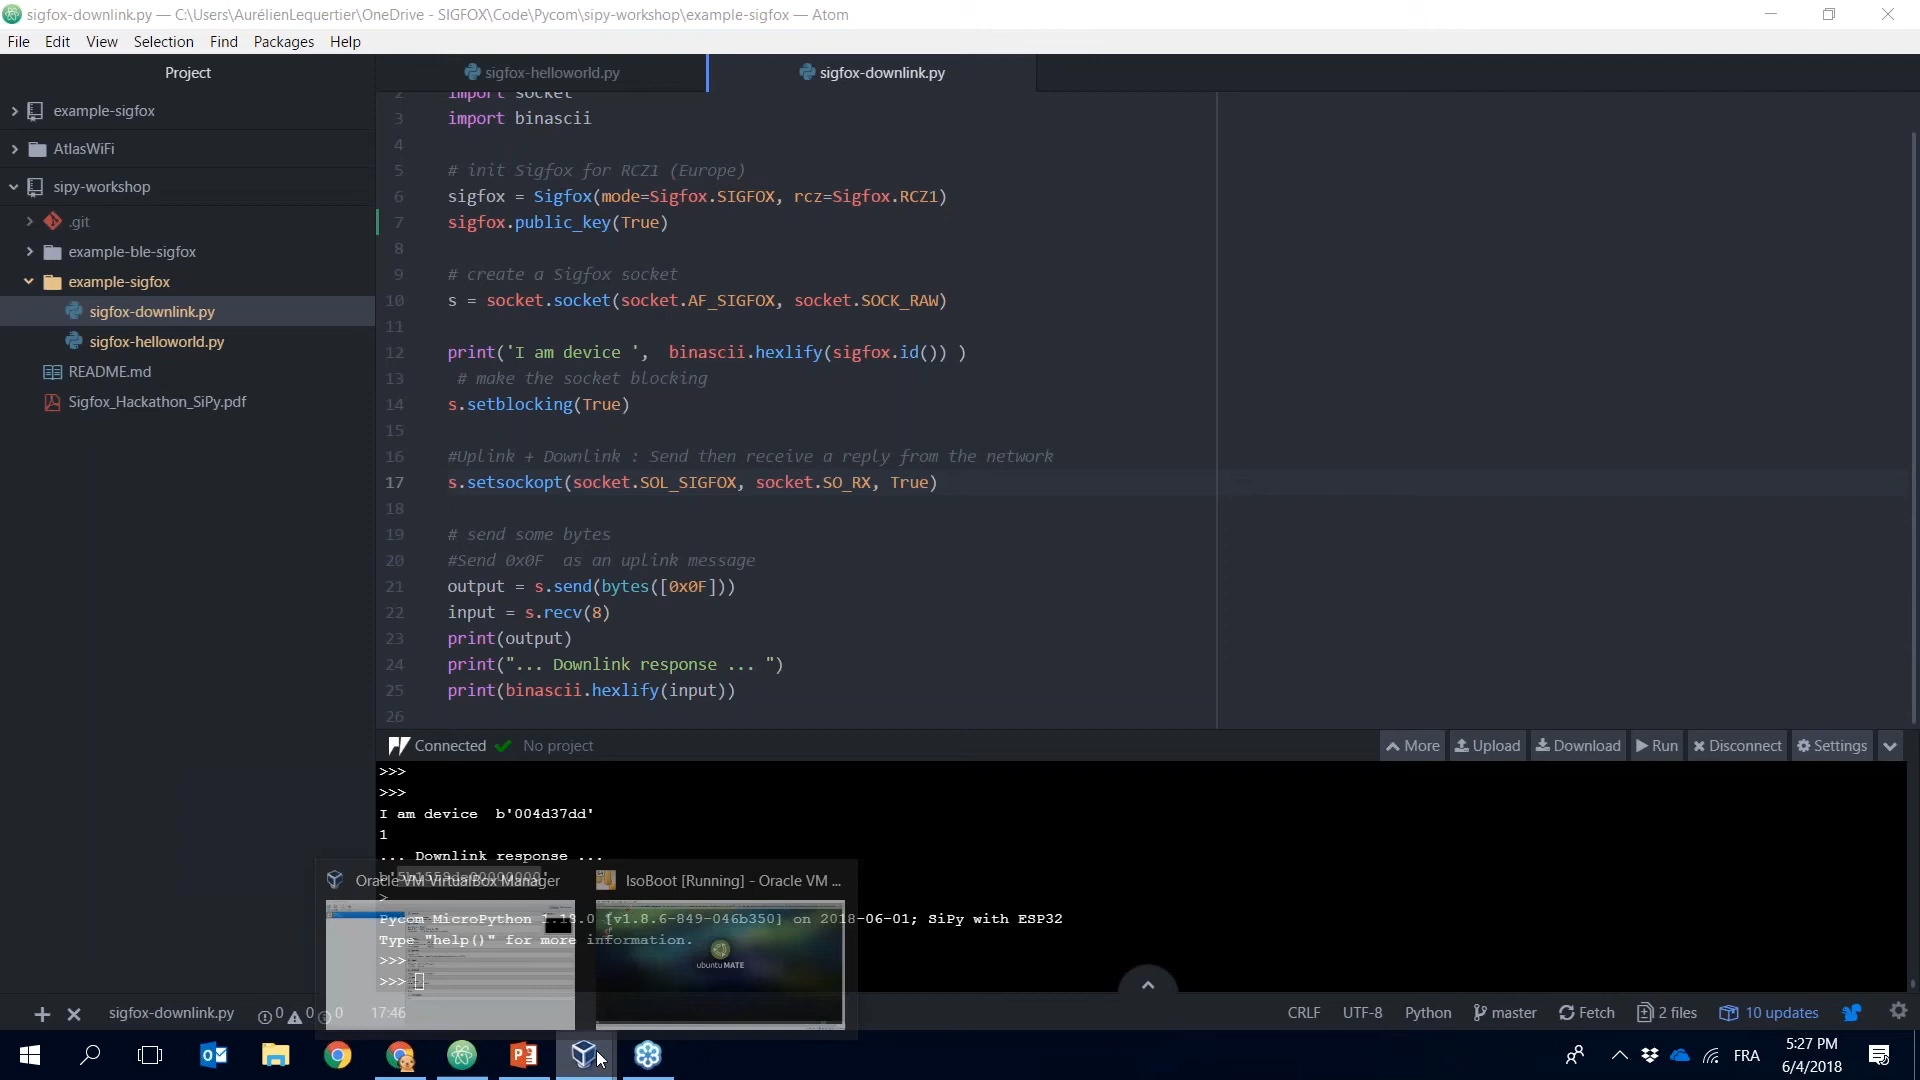 sigfox-downlink.py — C:\Users\AurélienLequertier\OneDrive - SIGFOX\Code\Pycom\sipy-workshop\example-sigfox — Atom
File Edit View Selection Find Packages Help
Project
sigfox-helloworld.py
sigfox-downlink.py
example-sigfox
AtlasWiFi
sipy-workshop
.git
example-ble-sigfox
example-sigfox
sigfox-downlink.py
sigfox-helloworld.py
README.md
Sigfox_Hackathon_SiPy.pdf
2 import socket
3 import binascii
4
5 # init Sigfox for RCZ1 (Europe)
6 sigfox = Sigfox(mode=Sigfox.SIGFOX, rcz=Sigfox.RCZ1)
7 sigfox.public_key(True)
8
9 # create a Sigfox socket
10 s = socket.socket(socket.AF_SIGFOX, socket.SOCK_RAW)
11
12 print('I am device ',  binascii.hexlify(sigfox.id()) )
13 # make the socket blocking
14 s.setblocking(True)
15
16 #Uplink + Downlink : Send then receive a reply from the network
17 s.setsockopt(socket.SOL_SIGFOX, socket.SO_RX, True)
18
19 # send some bytes
20 #Send 0x0F  as an uplink message
21 output = s.send(bytes([0x0F]))
22 input = s.recv(8)
23 print(output)
24 print("... Downlink response ... ")
25 print(binascii.hexlify(input))
26
Connected No project
More Upload Download Run Disconnect Settings
>>>
>>>
I am device  b'004d37dd'
1
... Downlink response ...
Oracle VM VirtualBox Manager
IsoBoot [Running] - Oracle VM ...
>
Pycom MicroPython 1.18.0 [v1.8.6-849-046b350] on 2018-06-01; SiPy with ESP32
Type "help()" for more information.
>>>
>>>
ubuntu MATE
sigfox-downlink.py 0 0 0 17:46
CRLF UTF-8 Python master Fetch 2 files 10 updates
FRA
5:27 PM
6/4/2018